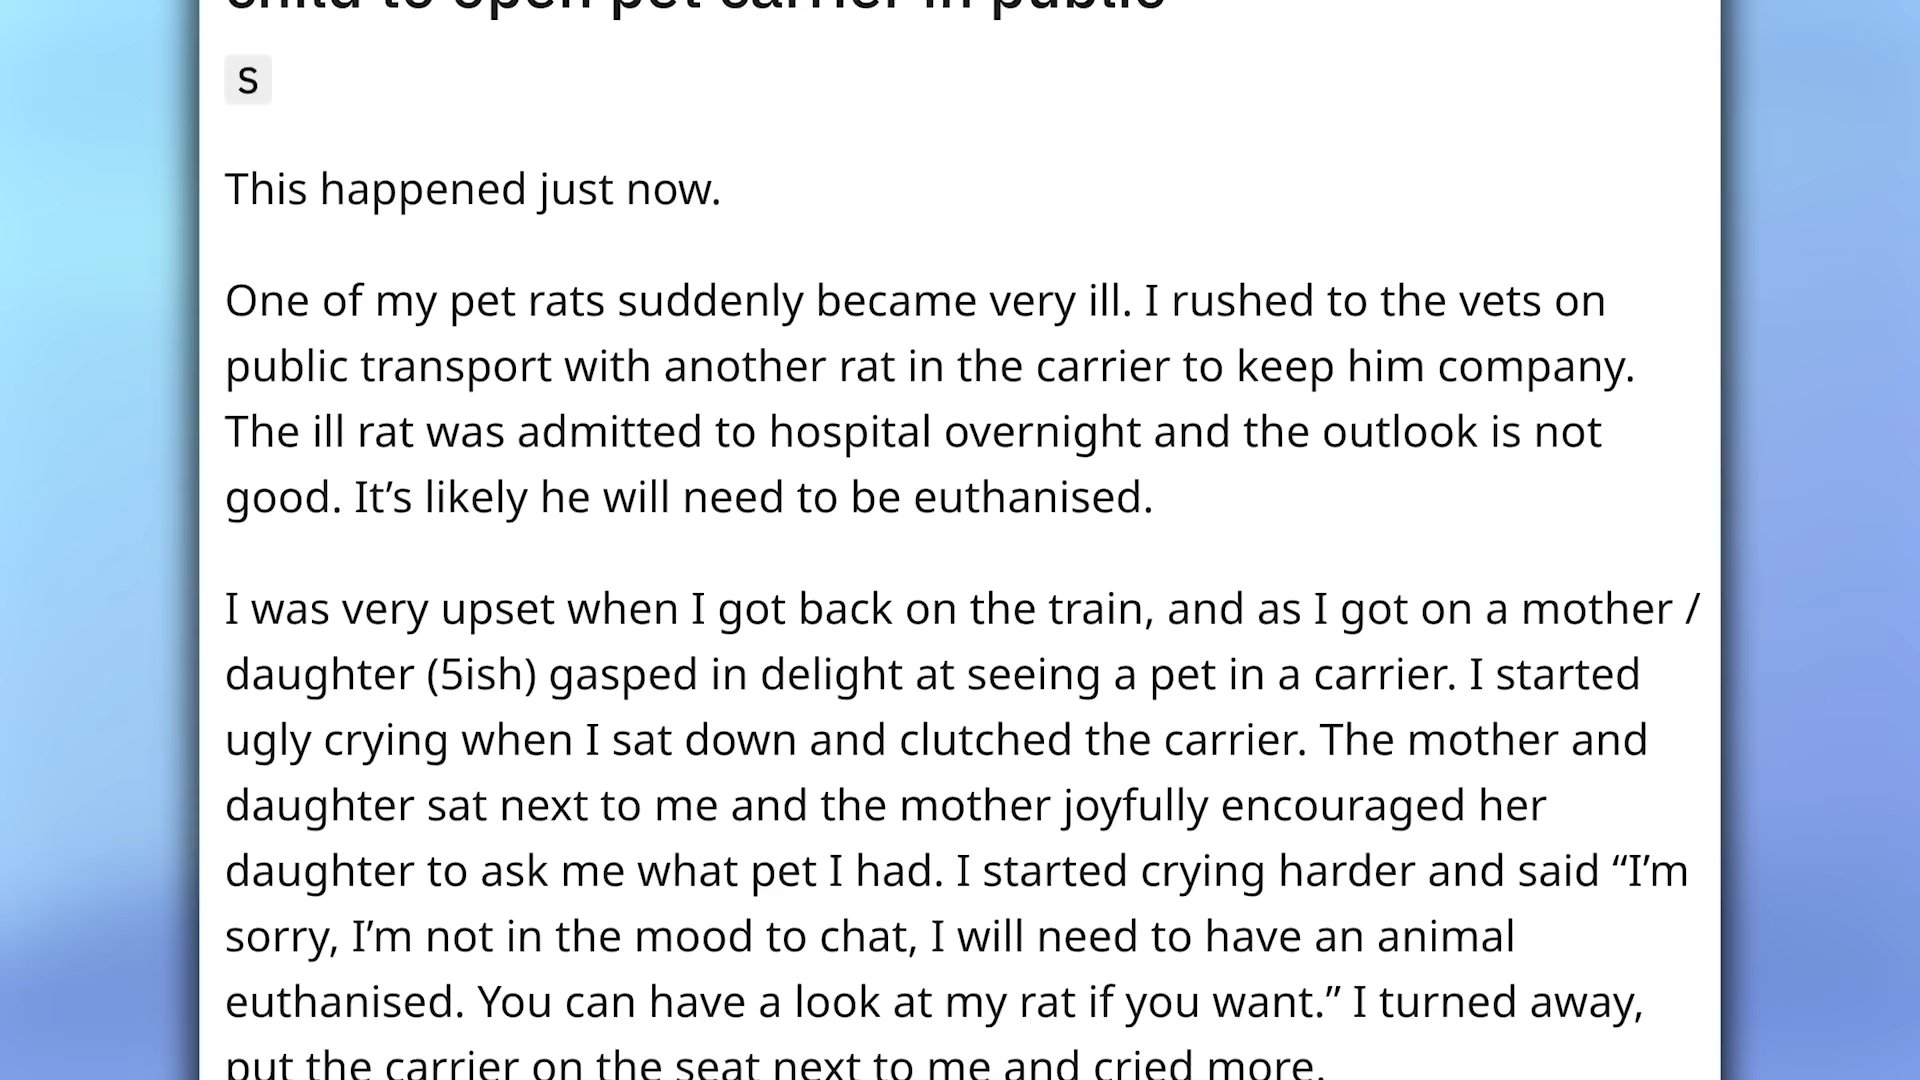 child to open pet carrier in public
S
This happened just now.
One of my pet rats suddenly became very ill. I rushed to the vets on
public transport with another rat in the carrier to keep him company.
The ill rat was admitted to hospital overnight and the outlook is not
good. It’s likely he will need to be euthanised.
I was very upset when I got back on the train, and as I got on a mother /
daughter (5ish) gasped in delight at seeing a pet in a carrier. I started
ugly crying when I sat down and clutched the carrier. The mother and
daughter sat next to me and the mother joyfully encouraged her
daughter to ask me what pet I had. I started crying harder and said “I’m
sorry, I’m not in the mood to chat, I will need to have an animal
euthanised. You can have a look at my rat if you want.” I turned away,
put the carrier on the seat next to me and cried more.